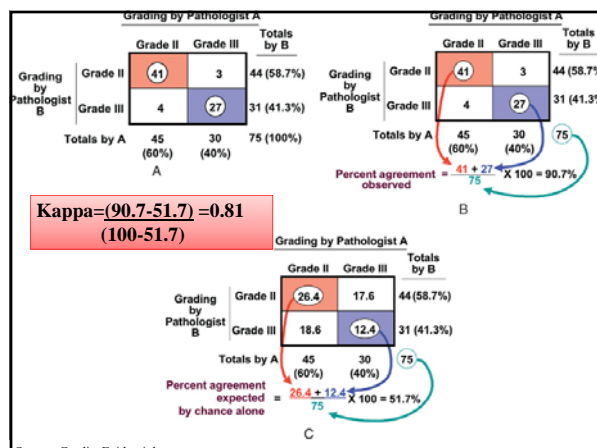 Grading by Pathologist A
Grade II Grade III Totals by B
Grading by Pathologist B
Grade II 41 3 44 (58.7%)
Grade III 4 27 31 (41.3%)
Totals by A 45 (60%) 30 (40%) 75 (100%)
A
Grading by Pathologist A
Grade II Grade III Totals by B
Grading by Pathologist B
Grade II 41 3 44 (58.7%
Grade III 4 27 31 (41.3%
Totals by A 45 (60%) 30 (40%) 75
Percent agreement observed = 41 + 27 / 75 X 100 = 90.7%
B
Kappa=(90.7-51.7) =0.81
(100-51.7)
Grading by Pathologist A
Grade II Grade III Totals by B
Grading by Pathologist B
Grade II 26.4 17.6 44 (58.7%)
Grade III 18.6 12.4 31 (41.3%)
Totals by A 45 (60%) 30 (40%) 75
Percent agreement expected by chance alone = 26.4 + 12.4 / 75 X 100 = 51.7%
C